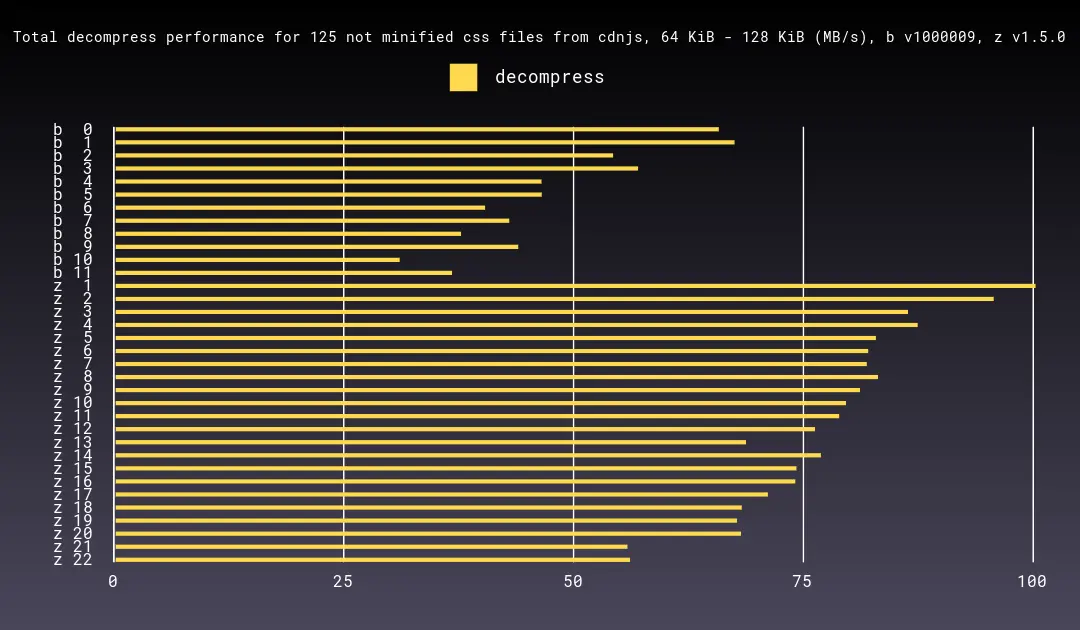 Total decompress performance for 125 not minified css files from cdnjs, 64 KiB - 128 KiB (MB/s), b v1000009, z v1.5.0
decompress
b 0
b 1
b 2
b 3
b 4
b 5
b 6
b 7
b 8
b 9
b 10
b 11
z 1
z 2
z 3
z 4
z 5
z 6
z 7
z 8
z 9
z 10
z 11
z 12
z 13
z 14
z 15
z 16
z 17
z 18
z 19
z 20
z 21
z 22
0 25 50 75 100